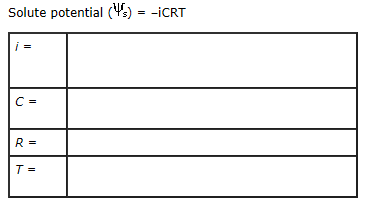 Solute potential (Ψs) = –iCRT
i =
C =
R =
T =